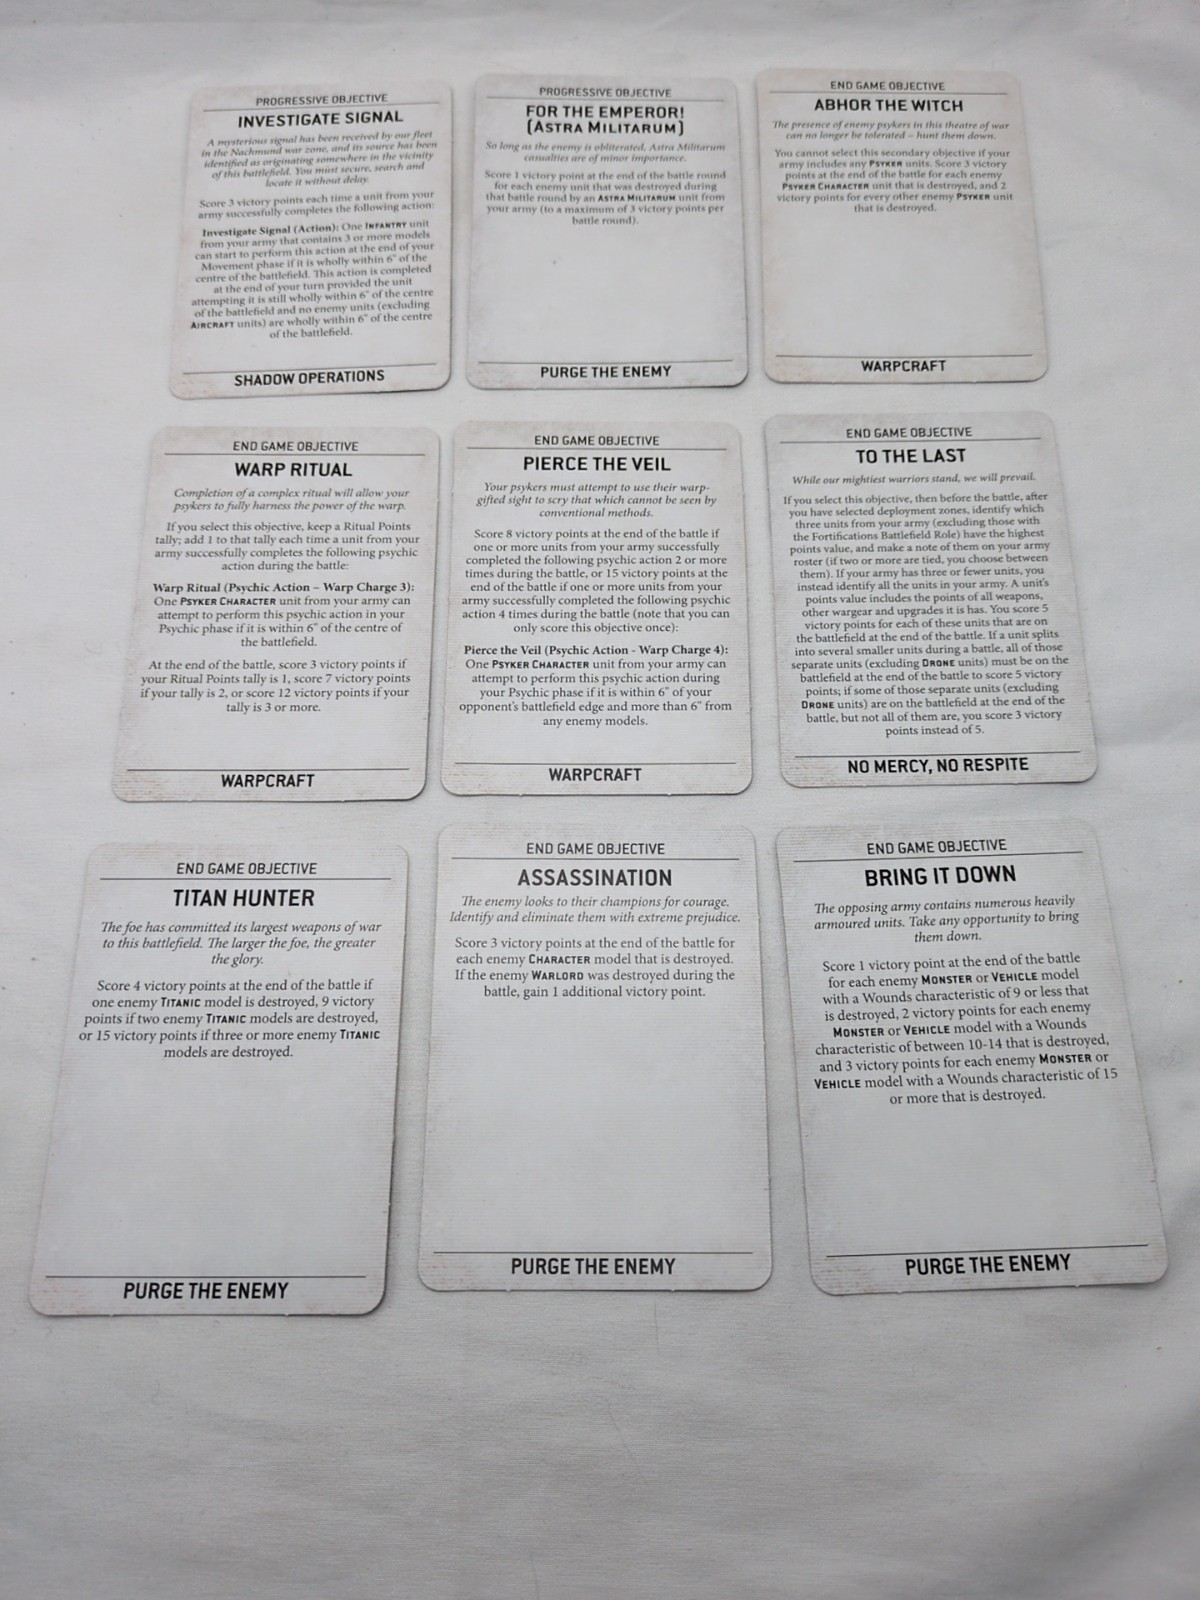 PROGRESSIVE OBJECTIVE
INVESTIGATE SIGNAL
A mysterious signal has been received by our fleet
in the Nachmund war zone, and its source has been
identified as originating somewhere in the vicinity
of this battlefield. You must secure, search and
locate it without delay.
Score 3 victory points each time a unit from your
army successfully completes the following action:
Investigate Signal (Action): One INFANTRY unit
from your army that contains 3 or more models
can start to perform this action at the end of your
Movement phase if it is wholly within 6" of the
centre of the battlefield. This action is completed
at the end of your turn provided the unit
attempting it is still wholly within 6" of the centre
of the battlefield and no enemy units (excluding
AIRCRAFT units) are wholly within 6" of the centre
of the battlefield.
SHADOW OPERATIONS
PROGRESSIVE OBJECTIVE
FOR THE EMPEROR!
(ASTRA MILITARUM)
So long as the enemy is obliterated, Astra Militarum
casualties are of minor importance.
Score 1 victory point at the end of the battle round
for each enemy unit that was destroyed during
that battle round by an ASTRA MILITARUM unit from
your army (to a maximum of 3 victory points per
battle round).
PURGE THE ENEMY
END GAME OBJECTIVE
ABHOR THE WITCH
The presence of enemy psykers in this theatre of war
can no longer be tolerated – hunt them down.
You cannot select this secondary objective if your
army includes any PSYKER units. Score 3 victory
points at the end of the battle for each enemy
PSYKER CHARACTER unit that is destroyed, and 2
victory points for every other enemy PSYKER unit
that is destroyed.
WARPCRAFT
END GAME OBJECTIVE
WARP RITUAL
Completion of a complex ritual will allow your
psykers to fully harness the power of the warp.
If you select this objective, keep a Ritual Points
tally; add 1 to that tally each time a unit from your
army successfully completes the following psychic
action during the battle:
Warp Ritual (Psychic Action – Warp Charge 3):
One PSYKER CHARACTER unit from your army can
attempt to perform this psychic action in your
Psychic phase if it is within 6" of the centre of
the battlefield.
At the end of the battle, score 3 victory points if
your Ritual Points tally is 1, score 7 victory points
if your tally is 2, or score 12 victory points if your
tally is 3 or more.
WARPCRAFT
END GAME OBJECTIVE
PIERCE THE VEIL
Your psykers must attempt to use their warp-
gifted sight to scry that which cannot be seen by
conventional methods.
Score 8 victory points at the end of the battle if
one or more units from your army successfully
completed the following psychic action 2 or more
times during the battle, or 15 victory points at the
end of the battle if one or more units from your
army successfully completed the following psychic
action 4 times during the battle (note that you can
only score this objective once):
Pierce the Veil (Psychic Action - Warp Charge 4):
One PSYKER CHARACTER unit from your army can
attempt to perform this psychic action during
your Psychic phase if it is within 6" of your
opponent's battlefield edge and more than 6" from
any enemy models.
WARPCRAFT
END GAME OBJECTIVE
TO THE LAST
While our mightiest warriors stand, we will prevail.
If you select this objective, then before the battle, after
you have selected deployment zones, identify which
three units from your army (excluding those with
the Fortifications Battlefield Role) have the highest
points value, and make a note of them on your army
roster (if two or more are tied, you choose between
them). If your army has three or fewer units, you
instead identify all the units in your army. A unit's
points value includes the points of all weapons,
other wargear and upgrades it has. You score 5
victory points for each of these units that are on
the battlefield at the end of the battle. If a unit splits
into several smaller units during a battle, all of those
separate units (excluding DRONE units) must be on the
battlefield at the end of the battle to score 5 victory
points; if some of those separate units (excluding
DRONE units) are on the battlefield at the end of the
battle, but not all of them are, you score 3 victory
points instead of 5.
NO MERCY, NO RESPITE
END GAME OBJECTIVE
TITAN HUNTER
The foe has committed its largest weapons of war
to this battlefield. The larger the foe, the greater
the glory.
Score 4 victory points at the end of the battle if
one enemy TITANIC model is destroyed, 9 victory
points if two enemy TITANIC models are destroyed,
or 15 victory points if three or more enemy TITANIC
models are destroyed.
PURGE THE ENEMY
END GAME OBJECTIVE
ASSASSINATION
The enemy looks to their champions for courage.
Identify and eliminate them with extreme prejudice.
Score 3 victory points at the end of the battle for
each enemy CHARACTER model that is destroyed.
If the enemy WARLORD was destroyed during the
battle, gain 1 additional victory point.
PURGE THE ENEMY
END GAME OBJECTIVE
BRING IT DOWN
The opposing army contains numerous heavily
armoured units. Take any opportunity to bring
them down.
Score 1 victory point at the end of the battle
for each enemy MONSTER or VEHICLE model
with a Wounds characteristic of 9 or less that
is destroyed, 2 victory points for each enemy
MONSTER or VEHICLE model with a Wounds
characteristic of between 10-14 that is destroyed,
and 3 victory points for each enemy MONSTER or
VEHICLE model with a Wounds characteristic of 15
or more that is destroyed.
PURGE THE ENEMY